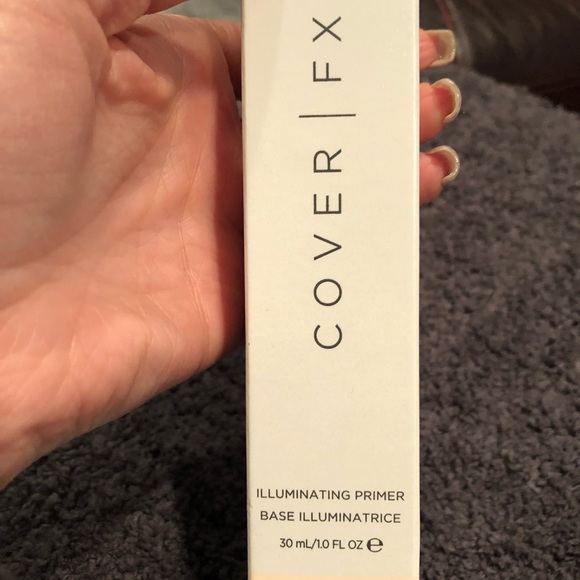 COVER | FX
ILLUMINATING PRIMER
BASE ILLUMINATRICE
30 mL/1.0 FL OZ ℮